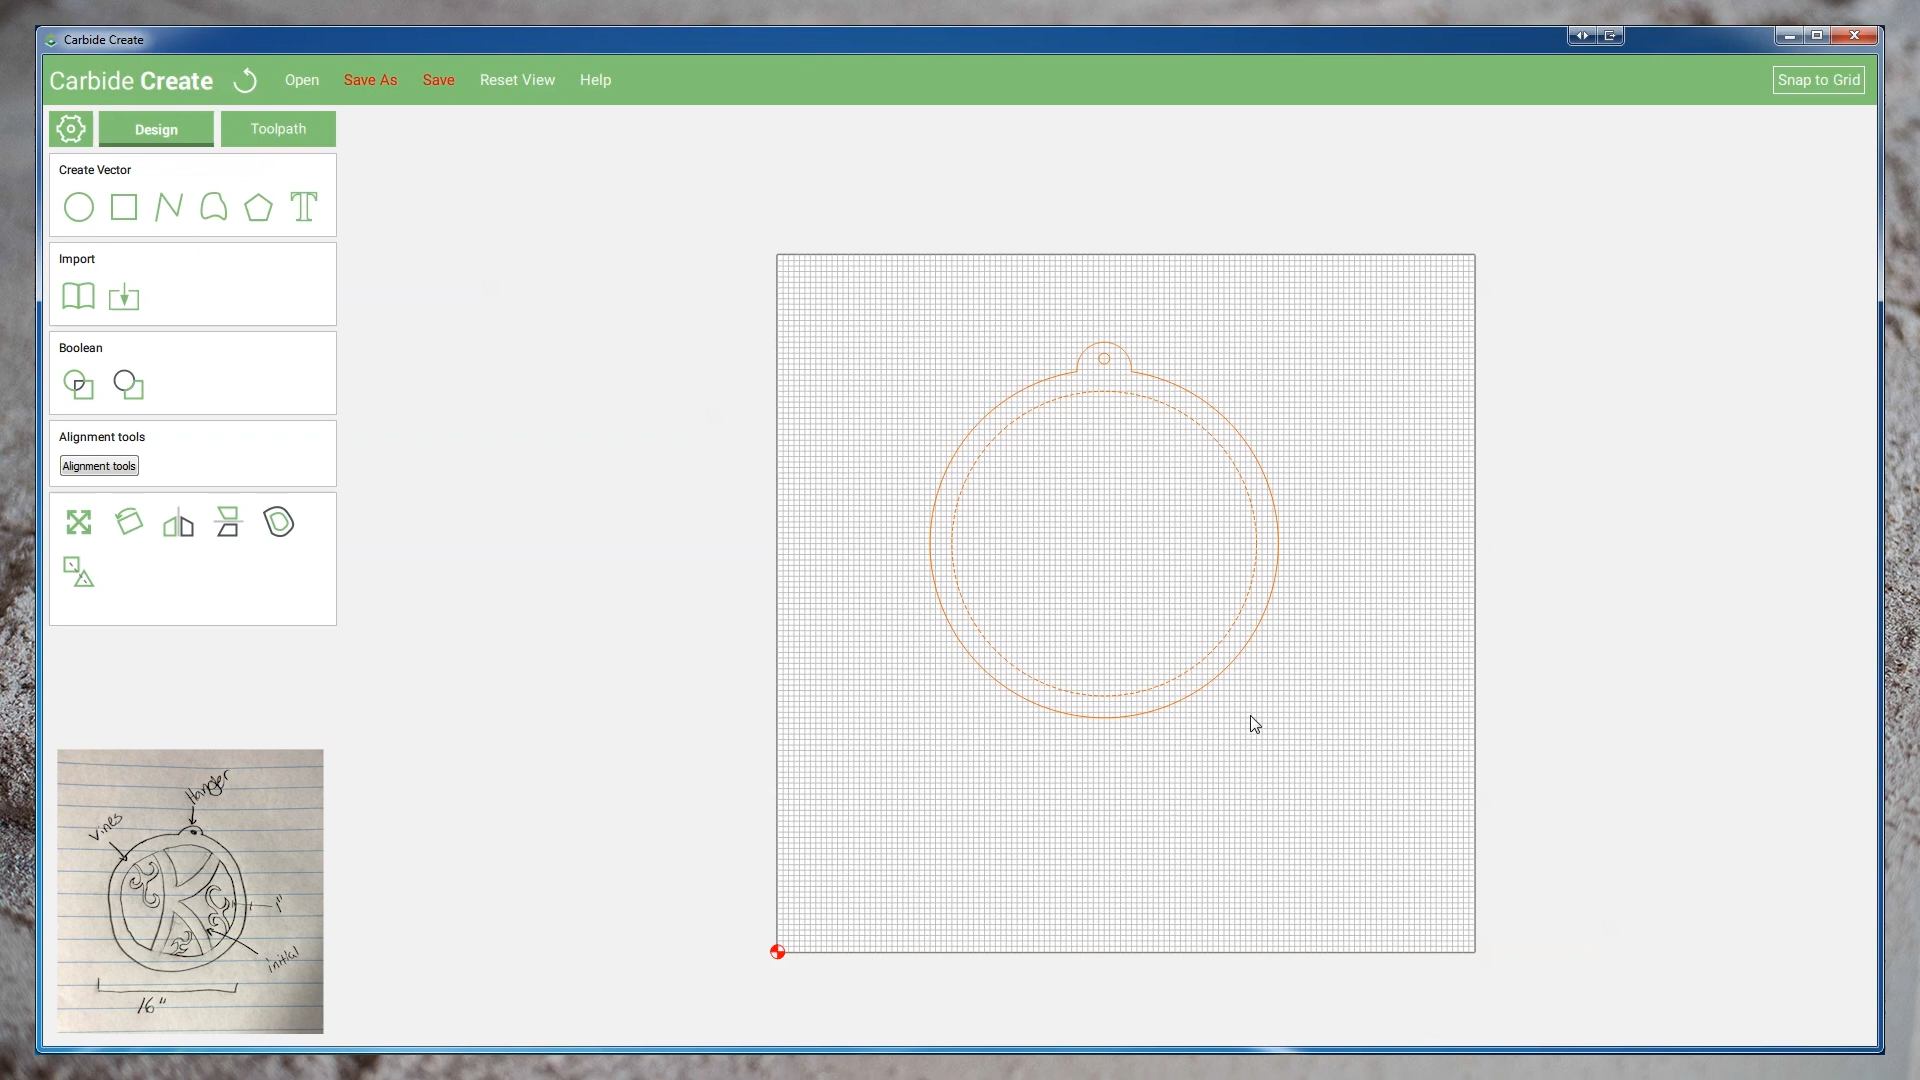 Carbide Create
Carbide Create
Open
Save As
Save
Reset View
Help
Snap to Grid
Design
Toolpath
Create Vector
Import
Boolean
Alignment tools
Alignment tools
Hanger
Vines
1"
initial
16"